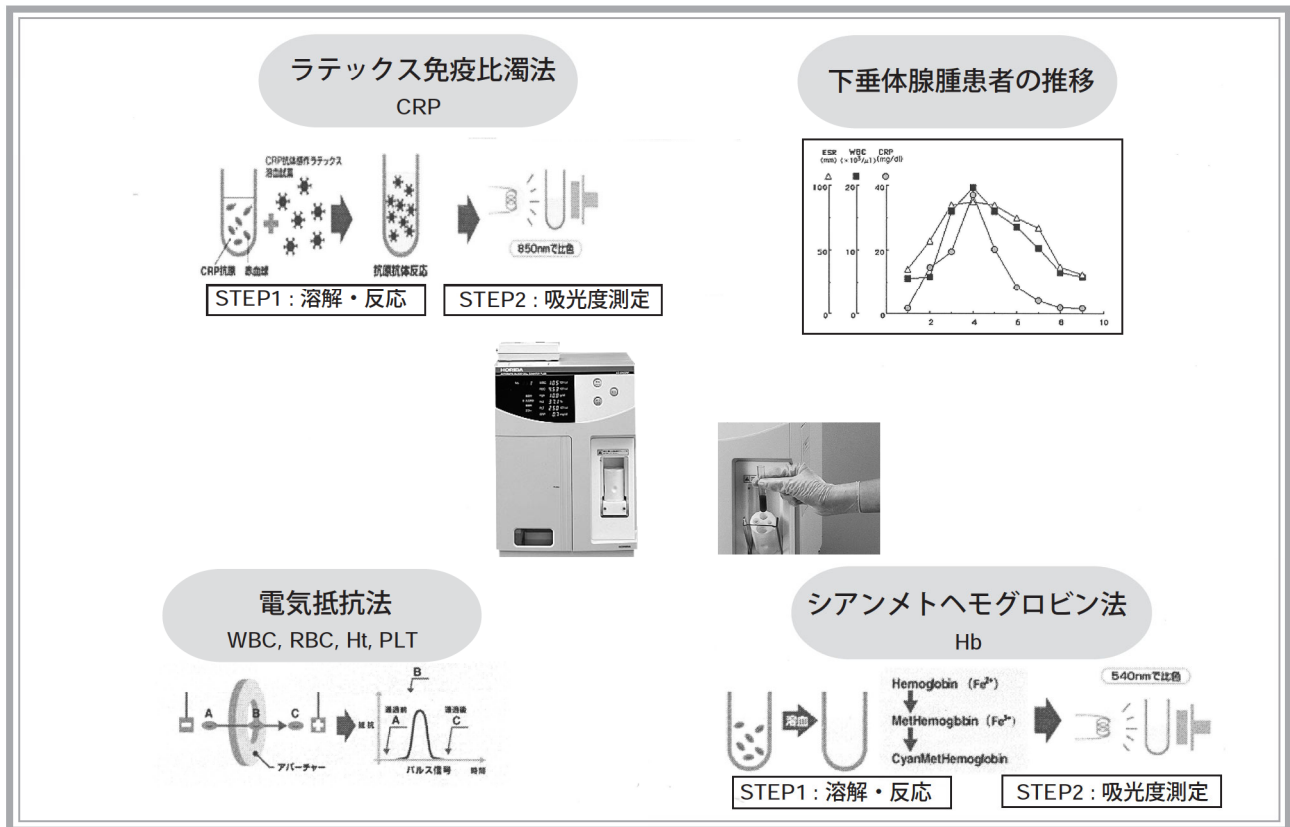 ラテックス免疫比濁法
CRP
CRP抗体感作ラテックス
溶血試薬
CRP抗原 赤血球
抗原抗体反応
850nmで比色
STEP1 : 溶解・反応
STEP2 : 吸光度測定
下垂体腺腫患者の推移
ESR WBC CRP
(mm) (×10³/μl) (mg/dl)
100 20 40
50 10 20
0 0 0
2 4 6 8 10
HORIBA
電気抵抗法
WBC, RBC, Ht, PLT
A B C
アパーチャー
抵抗
通過前
A
B
通過後
C
パルス信号 時間
シアンメトヘモグロビン法
Hb
溶血
Hemoglobin (Fe²⁺)
MetHemogbbin (Fe³⁺)
CyanMetHemoglobin
540nmで比色
STEP1 : 溶解・反応
STEP2 : 吸光度測定